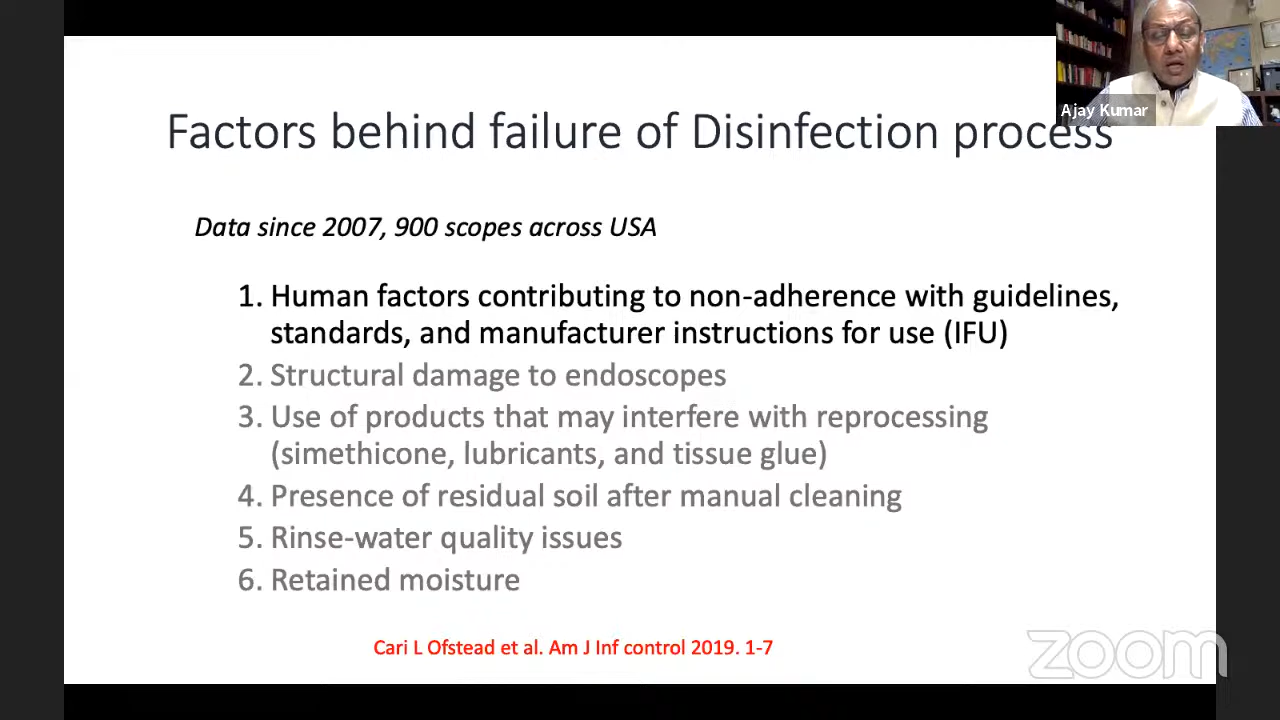 Ajay Kumar
Factors behind failure of Disinfection process
Data since 2007, 900 scopes across USA
1. Human factors contributing to non-adherence with guidelines,
standards, and manufacturer instructions for use (IFU)
2. Structural damage to endoscopes
3. Use of products that may interfere with reprocessing
(simethicone, lubricants, and tissue glue)
4. Presence of residual soil after manual cleaning
5. Rinse-water quality issues
6. Retained moisture
Cari L Ofstead et al. Am J Inf control 2019. 1-7
zoom